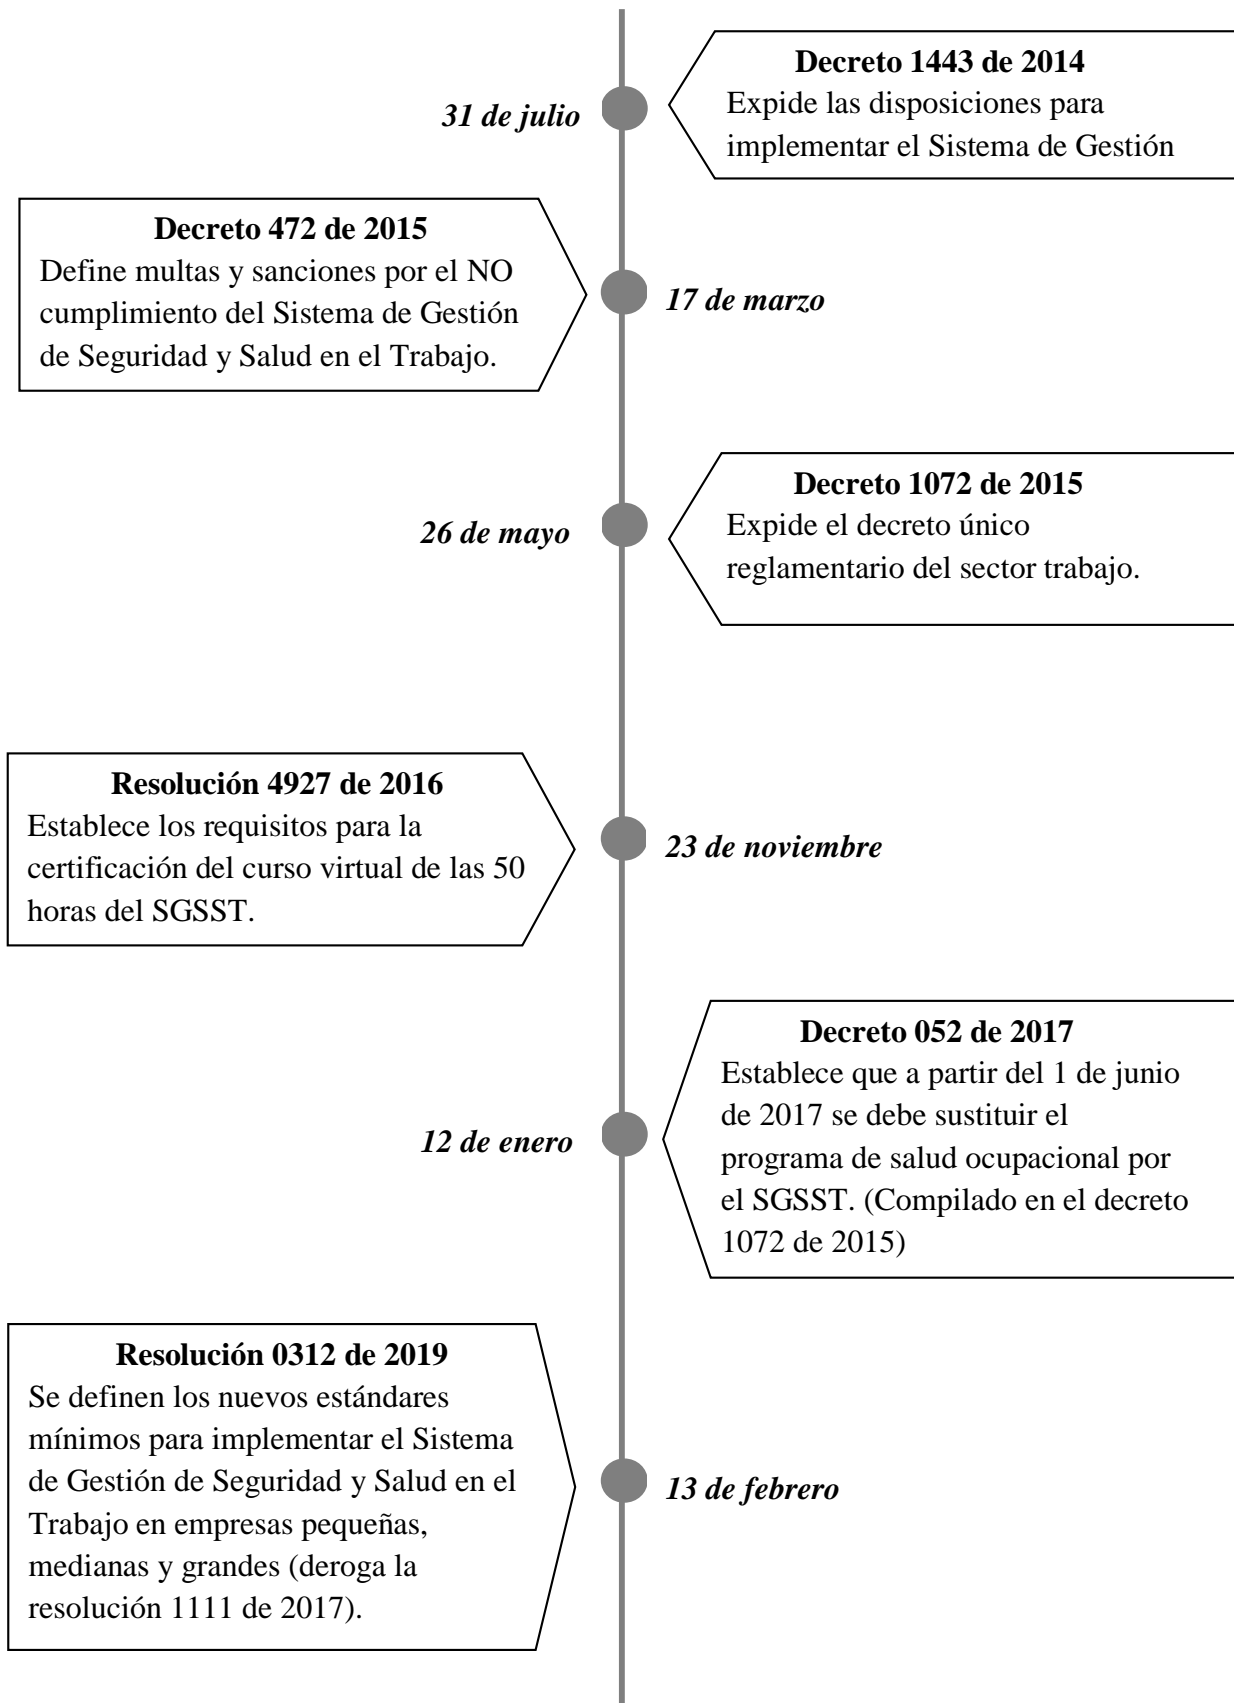 Decreto 1443 de 2014
Expide las disposiciones para
implementar el Sistema de Gestión
31 de julio
Decreto 472 de 2015
Define multas y sanciones por el NO
cumplimiento del Sistema de Gestión
de Seguridad y Salud en el Trabajo.
17 de marzo
Decreto 1072 de 2015
Expide el decreto único
reglamentario del sector trabajo.
26 de mayo
Resolución 4927 de 2016
Establece los requisitos para la
certificación del curso virtual de las 50
horas del SGSST.
23 de noviembre
Decreto 052 de 2017
Establece que a partir del 1 de junio
de 2017 se debe sustituir el
programa de salud ocupacional por
el SGSST. (Compilado en el decreto
1072 de 2015)
12 de enero
Resolución 0312 de 2019
Se definen los nuevos estándares
mínimos para implementar el Sistema
de Gestión de Seguridad y Salud en el
Trabajo en empresas pequeñas,
medianas y grandes (deroga la
resolución 1111 de 2017).
13 de febrero